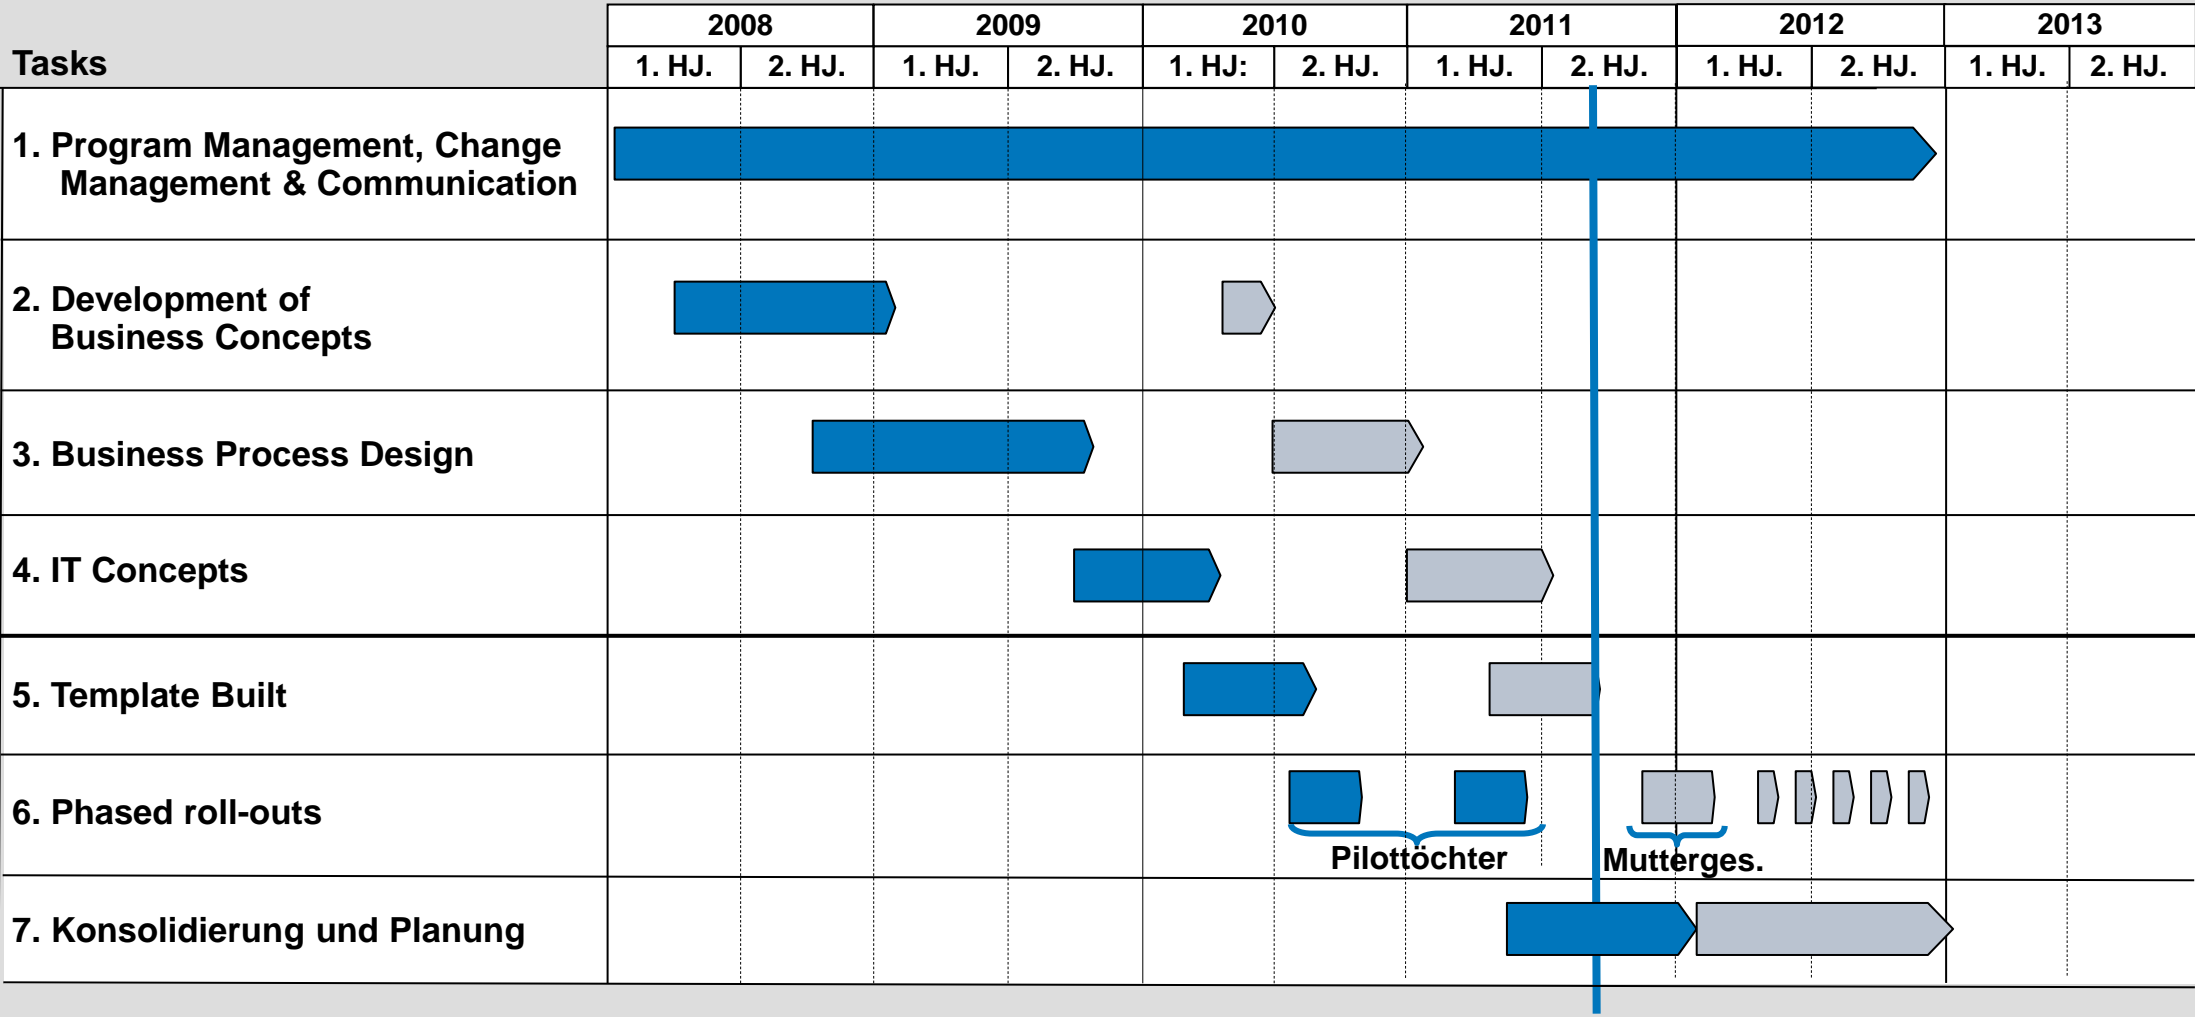 2008 2009 2010 2011 2012 2013
Tasks
1. HJ. 2. HJ. 1. HJ. 2. HJ. 1. HJ: 2. HJ. 1. HJ. 2. HJ. 1. HJ. 2. HJ. 1. HJ. 2. HJ.
1. Program Management, Change
Management & Communication
2. Development of
Business Concepts
3. Business Process Design
4. IT Concepts
5. Template Built
6. Phased roll-outs
Pilottöchter
Mutterges.
7. Konsolidierung und Planung